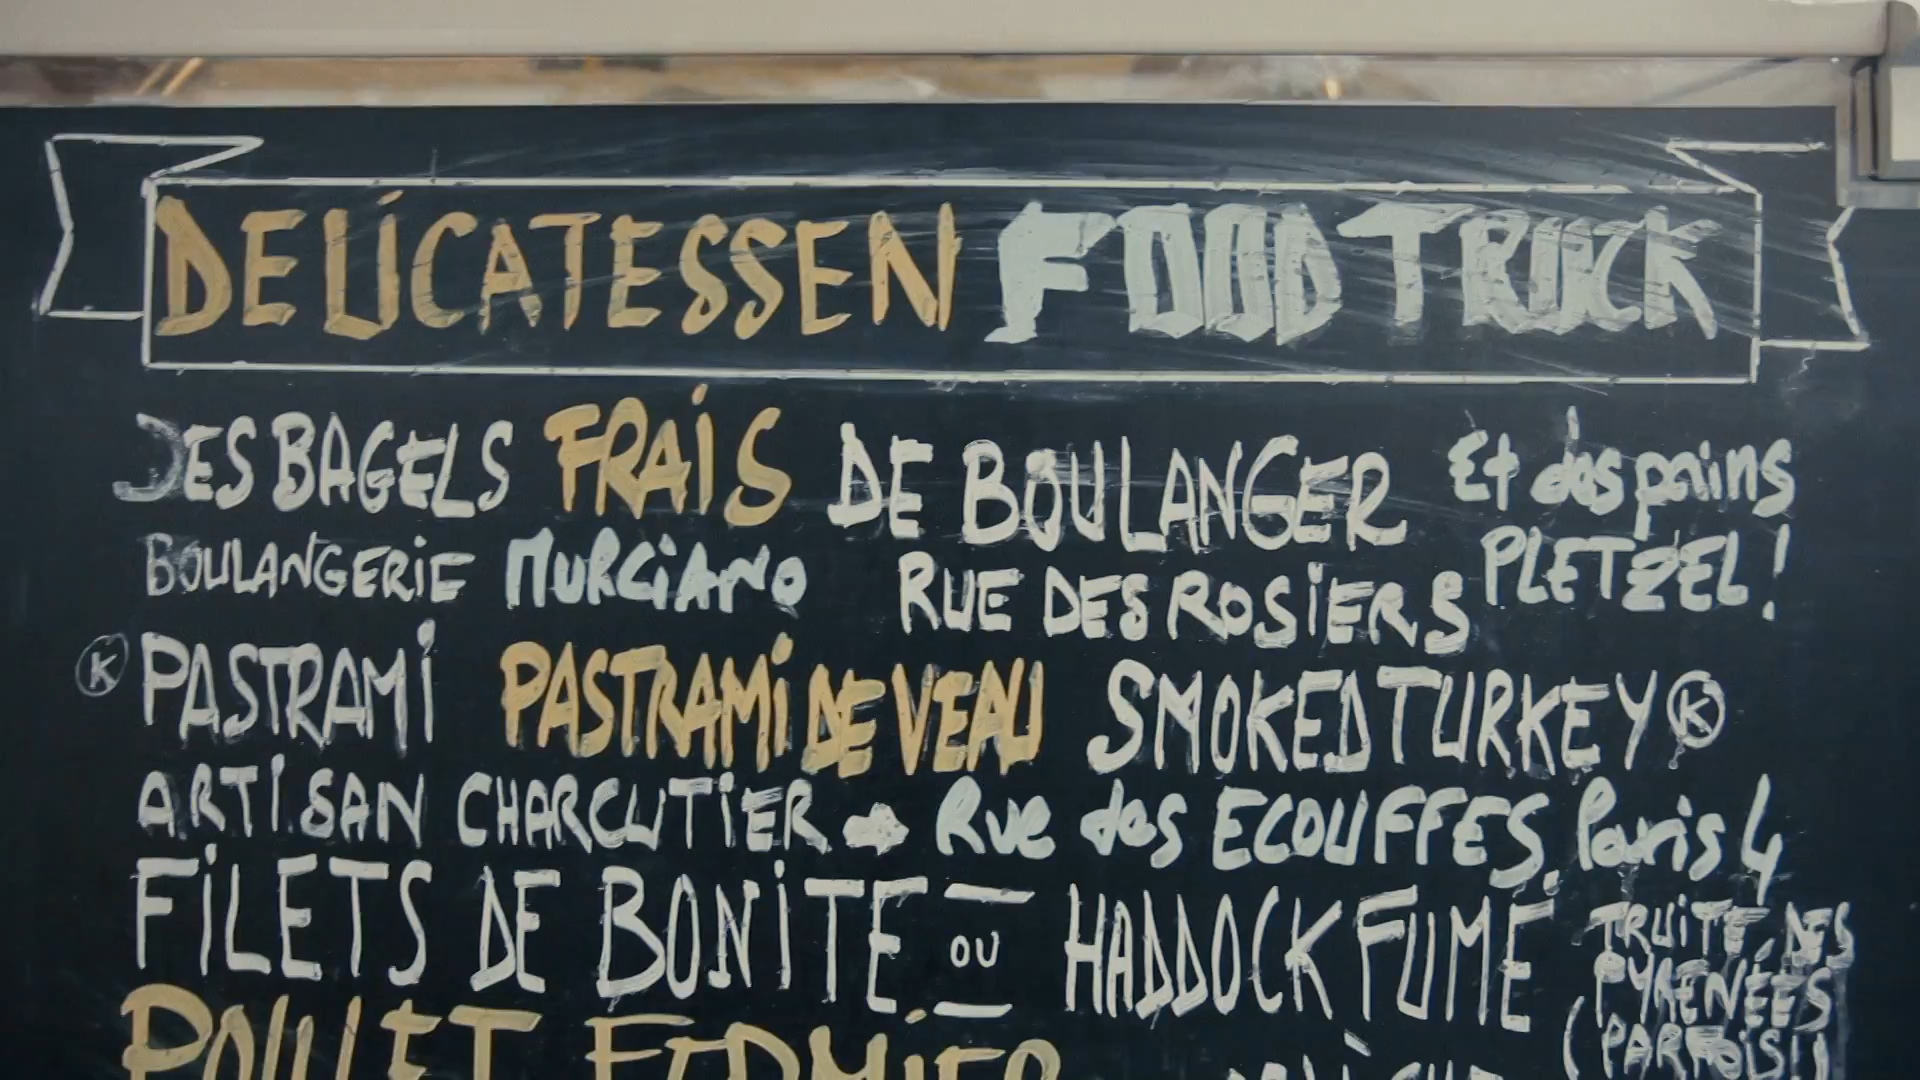 DELiCATESSEN FOOD TRUCK
DES BAGELS FRAiS DE BOULANGER Et des pains
BOULANGERiE MURCiANO RUE DES ROSiERS PLETZEL !
K PASTRAMi PASTRAMi DE VEAU SMOKED TURKEY K
ARTiSAN CHARCUTiER → Rue des ECOUFFES. Paris 4
FiLETS DE BONiTE OU HADDOCK FUMÉ TRUiTE DES
PYRÉNÉES
POULET FERMiER (PARFOiS!)